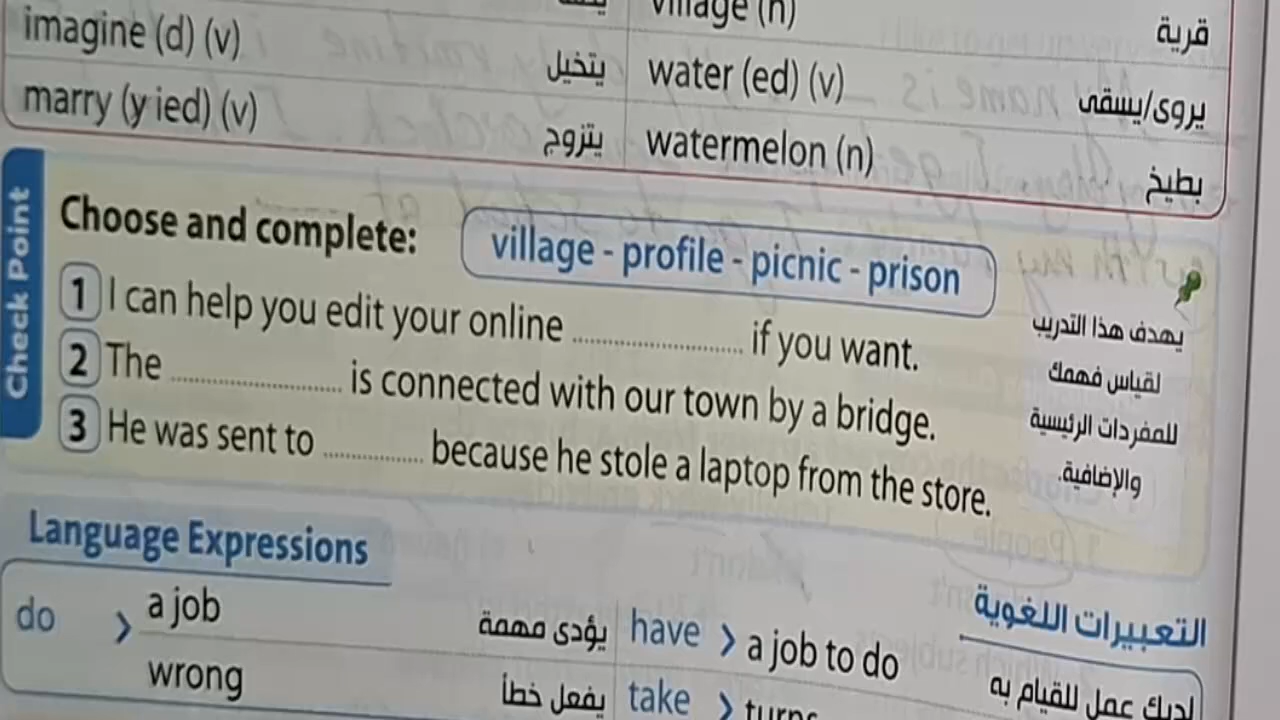 village (n) قرية
imagine (d) (v) يتخيل water (ed) (v) يروى/يسقى
marry (y ied) (v) يتزوج watermelon (n) بطيخ
Check Point
Choose and complete: village - profile - picnic - prison
1 I can help you edit your online .................... if you want.
2 The .................... is connected with our town by a bridge.
3 He was sent to ............ because he stole a laptop from the store.
يهدف هذا التدريب
لقياس فهمك
للمفردات الرئيسية
والإضافية
Language Expressions التعبيرات اللغوية
do > a job يؤدى مهمة have > a job to do لديك عمل للقيام به
wrong يفعل خطأ take > turns